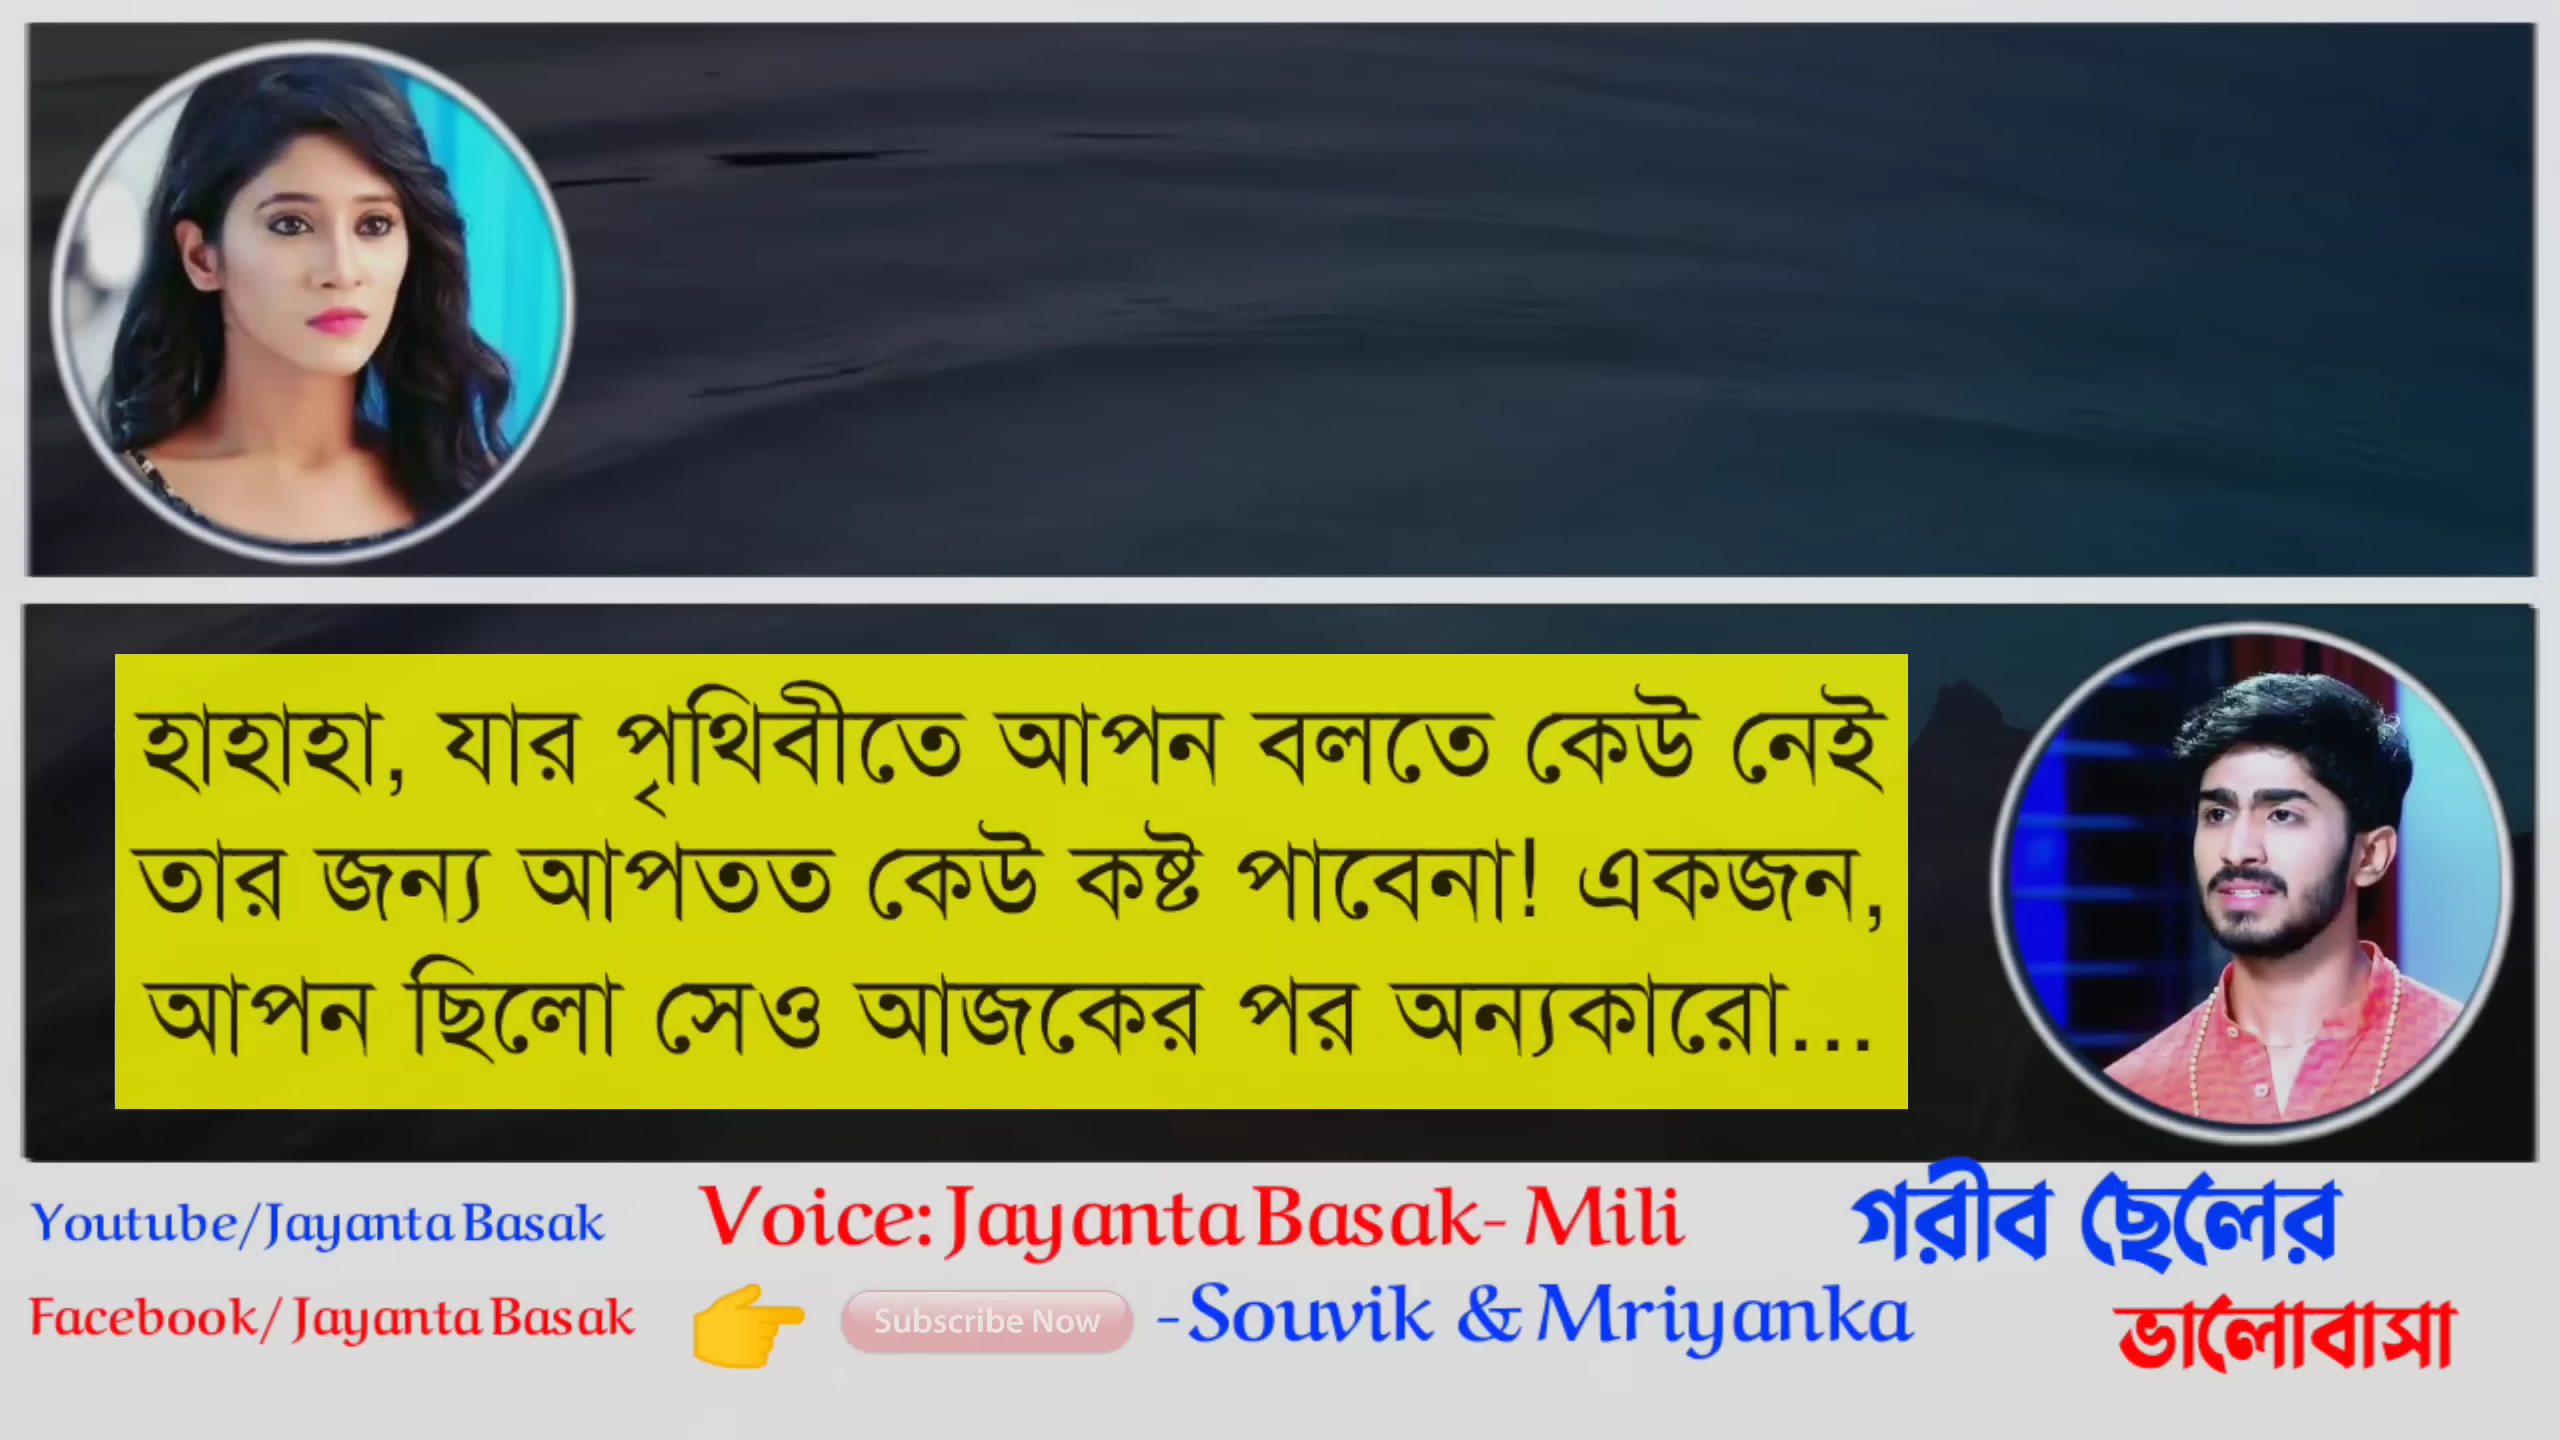 হাহাহা, যার পৃথিবীতে আপন বলতে কেউ নেই
তার জন্য আপতত কেউ কষ্ট পাবেনা! একজন,
আপন ছিলো সেও আজকের পর অন্যকারো...
Youtube/Jayanta Basak
Voice: Jayanta Basak- Mili
গরীব ছেলের
Facebook/ Jayanta Basak
Subscribe Now
-Souvik & Mriyanka
ভালোবাসা